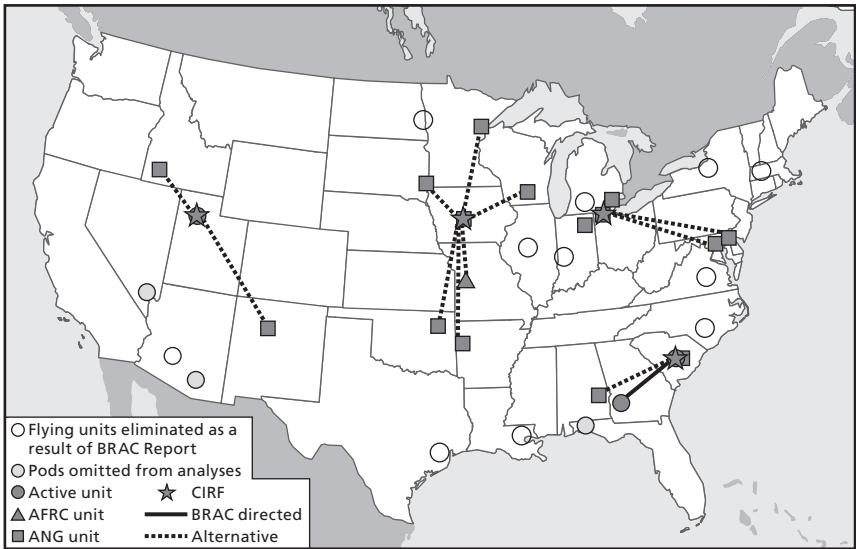 Flying units eliminated as a
result of BRAC Report
Pods omitted from analyses
Active unit
CIRF
AFRC unit
BRAC directed
ANG unit
Alternative